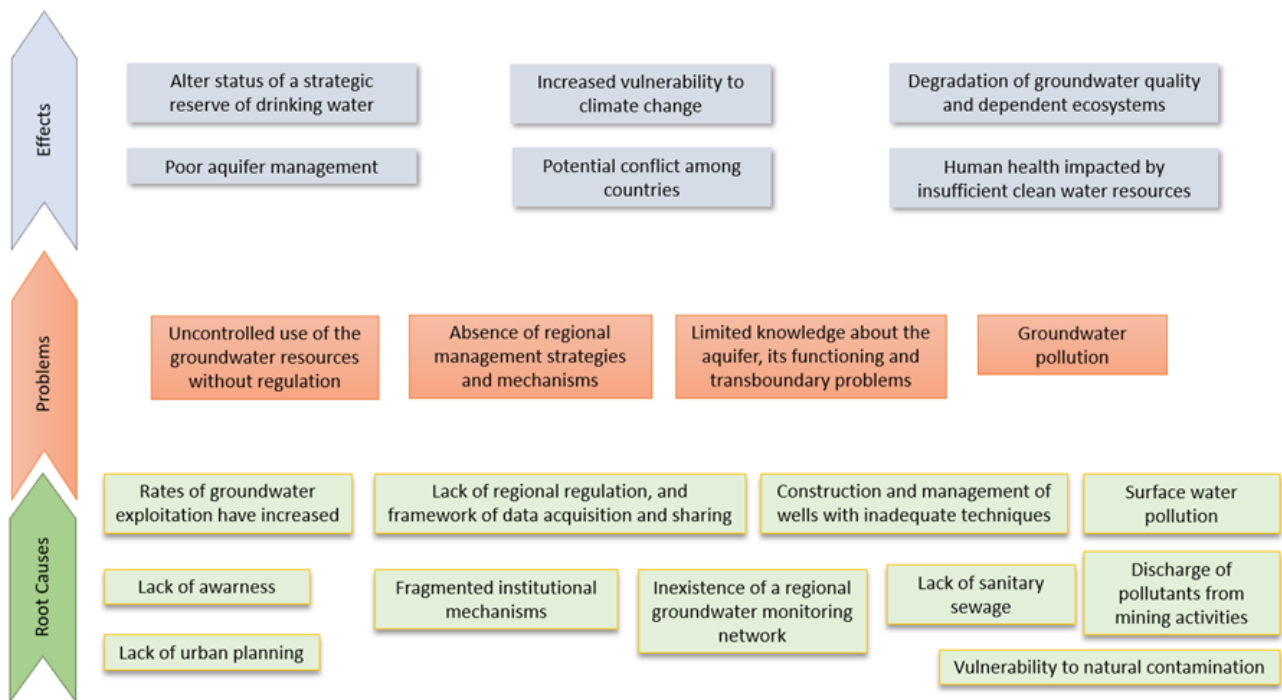 Effects
Alter status of a strategic
reserve of drinking water
Increased vulnerability to
climate change
Degradation of groundwater quality
and dependent ecosystems
Poor aquifer management
Potential conflict among
countries
Human health impacted by
insufficient clean water resources
Problems
Uncontrolled use of the
groundwater resources
without regulation
Absence of regional
management strategies
and mechanisms
Limited knowledge about the
aquifer, its functioning and
transboundary problems
Groundwater
pollution
Root Causes
Rates of groundwater
exploitation have increased
Lack of regional regulation, and
framework of data acquisition and sharing
Construction and management of
wells with inadequate techniques
Surface water
pollution
Lack of awarness
Fragmented institutional
mechanisms
Inexistence of a regional
groundwater monitoring
network
Lack of sanitary
sewage
Discharge of
pollutants from
mining activities
Lack of urban planning
Vulnerability to natural contamination